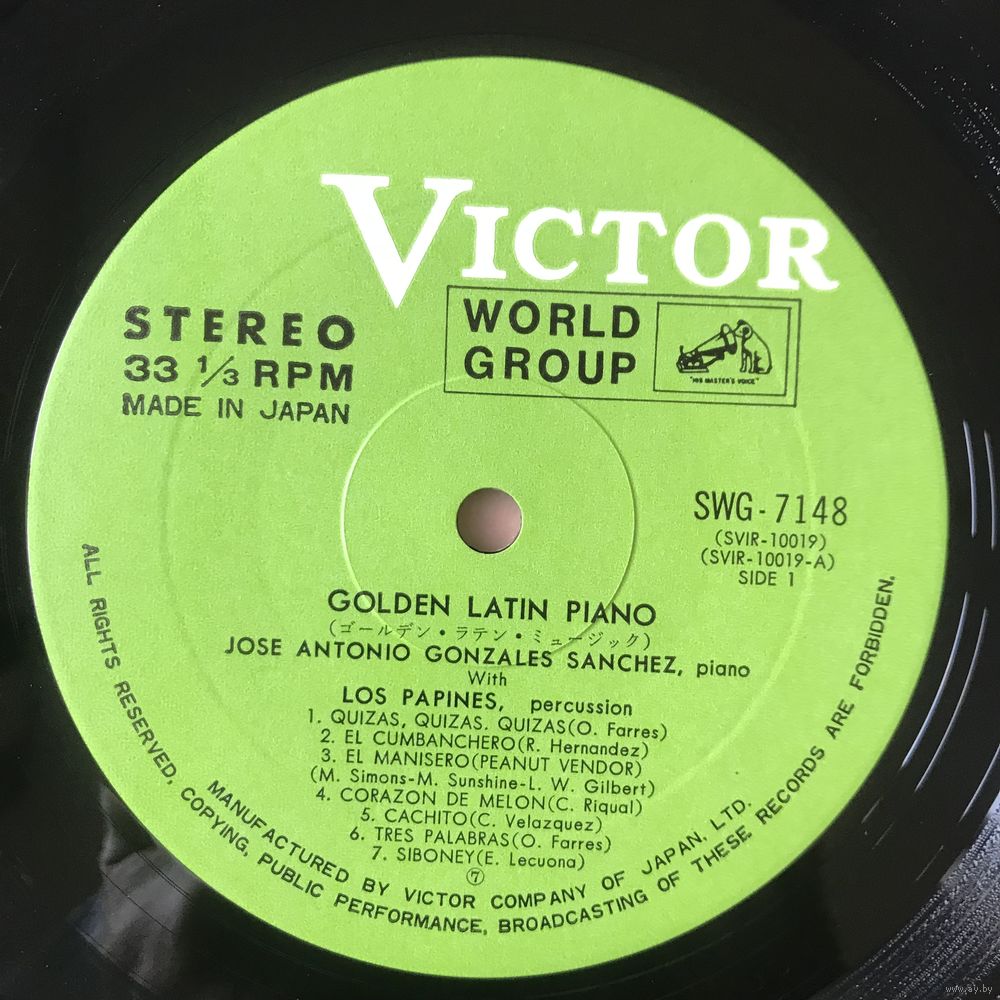 VICTOR
WORLD
GROUP
"HIS MASTER'S VOICE"
STEREO
33 1/3 RPM
MADE IN JAPAN
SWG-7148
(SVIR-10019)
(SVIR-10019-A)
SIDE 1
GOLDEN LATIN PIANO
(ゴールデン・ラテン・ミュージック)
JOSE ANTONIO GONZALES SANCHEZ, piano
With
LOS PAPINES, percussion
1. QUIZAS, QUIZAS. QUIZAS(O. Farres)
2. EL CUMBANCHERO(R. Hernandez)
3. EL MANISERO(PEANUT VENDOR)
(M. Simons-M. Sunshine-L. W. Gilbert)
4. CORAZON DE MELON(C. Riqual)
5. CACHITO(C. Velazquez)
6. TRES PALABRAS(O. Farres)
7. SIBONEY(E. Lecuona)
⑦
MANUFACTURED BY VICTOR COMPANY OF JAPAN, LTD.
ALL RIGHTS RESERVED, COPYING, PUBLIC PERFORMANCE, BROADCASTING OF THESE RECORDS ARE FORBIDDEN.
www.ay.by